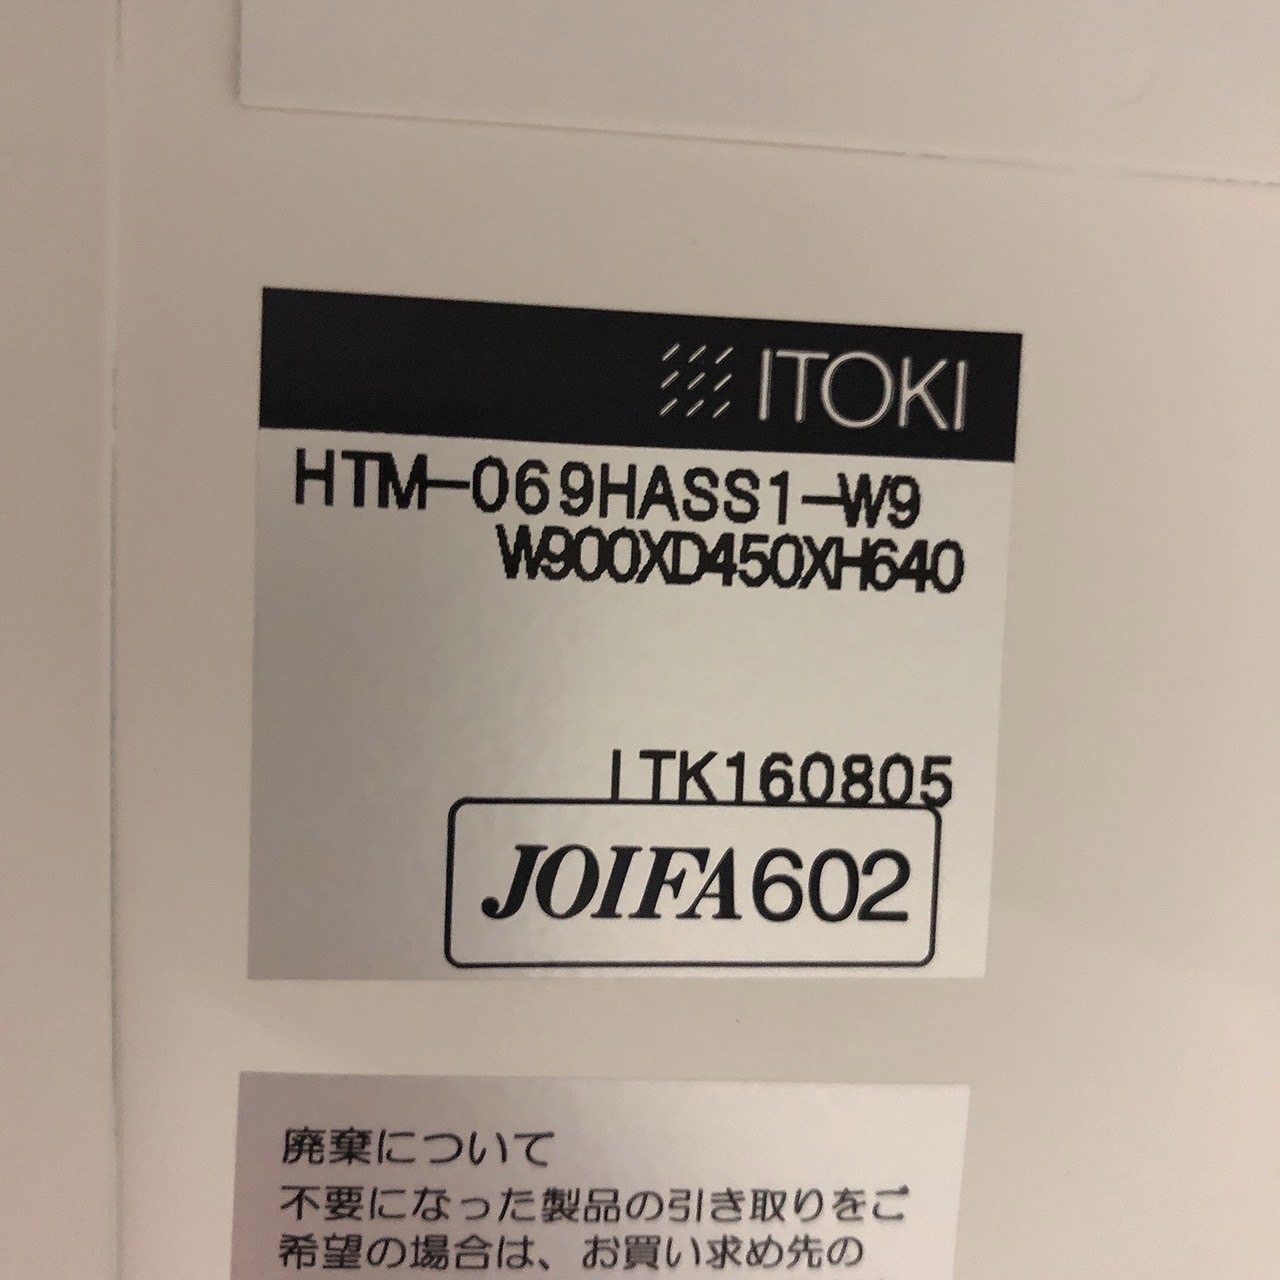 ITOKI
HTM-069HASS1-W9
W900XD450XH640
ITK160805
JOIFA602
廃棄について
不要になった製品の引き取りをご
希望の場合は、お買い求め先の